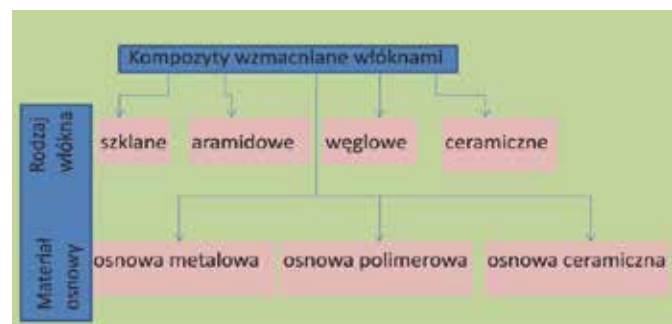 Kompozyty wzmacniane włóknami
Rodzaj
włókna
szklane
aramidowe
węglowe
ceramiczne
Materiał
osnowy
osnowa metalowa
osnowa polimerowa
osnowa ceramiczna